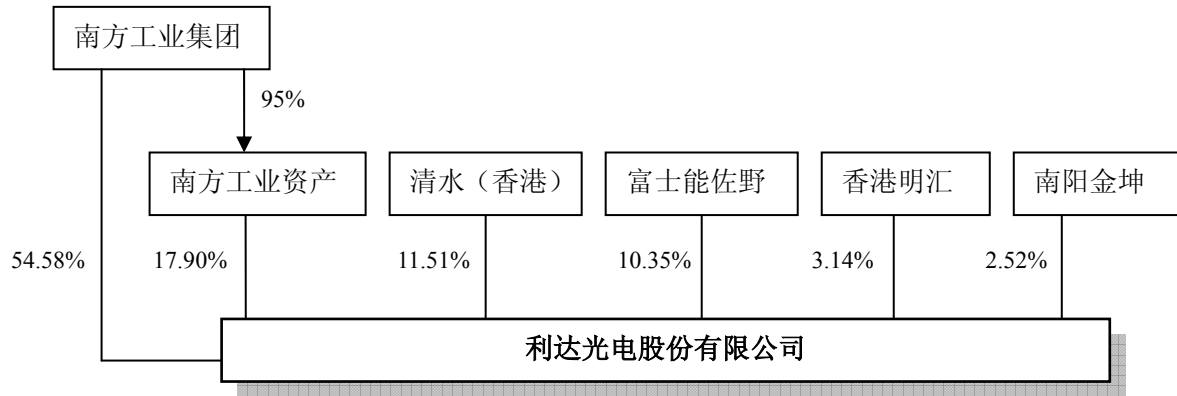 南方工业集团
95%
南方工业资产
清水（香港）
富士能佐野
香港明汇
南阳金坤
54.58%
17.90%
11.51%
10.35%
3.14%
2.52%
利达光电股份有限公司